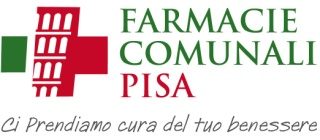 FARMACIE
COMUNALI
PISA
Ci Prendiamo cura del tuo benessere